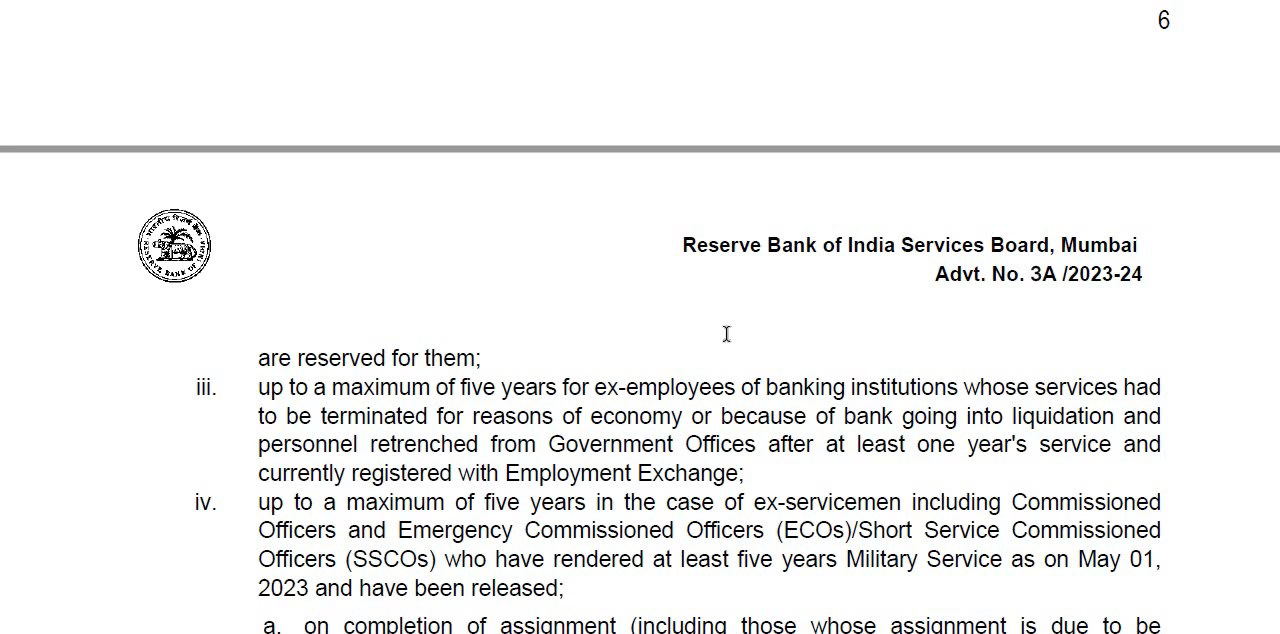 6
Reserve Bank of India Services Board, Mumbai
Advt. No. 3A /2023-24
are reserved for them;
iii. up to a maximum of five years for ex-employees of banking institutions whose services had
to be terminated for reasons of economy or because of bank going into liquidation and
personnel retrenched from Government Offices after at least one year's service and
currently registered with Employment Exchange;
iv. up to a maximum of five years in the case of ex-servicemen including Commissioned
Officers and Emergency Commissioned Officers (ECOs)/Short Service Commissioned
Officers (SSCOs) who have rendered at least five years Military Service as on May 01,
2023 and have been released;
a. on completion of assignment (including those whose assignment is due to be